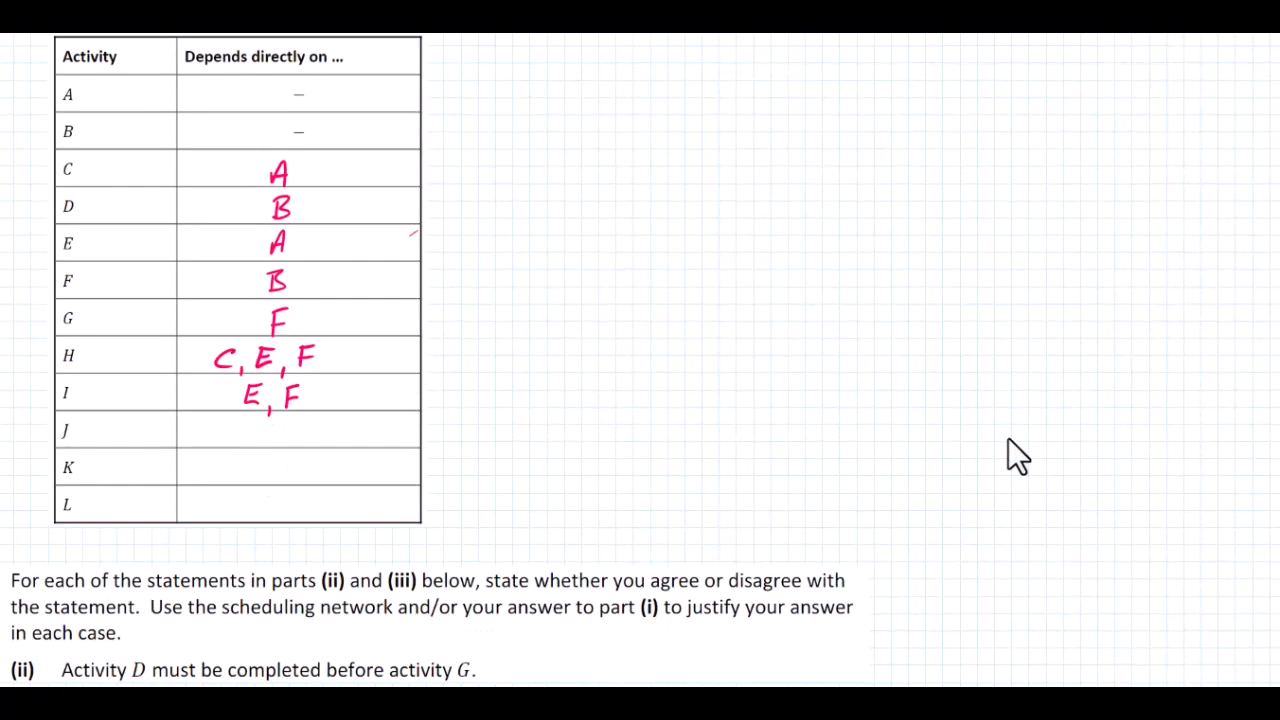 Activity Depends directly on ...
A –
B –
C A
D B
E A
F B
G F
H C, E, F
I E, F
J
K
L
For each of the statements in parts (ii) and (iii) below, state whether you agree or disagree with
the statement. Use the scheduling network and/or your answer to part (i) to justify your answer
in each case.
(ii) Activity D must be completed before activity G.